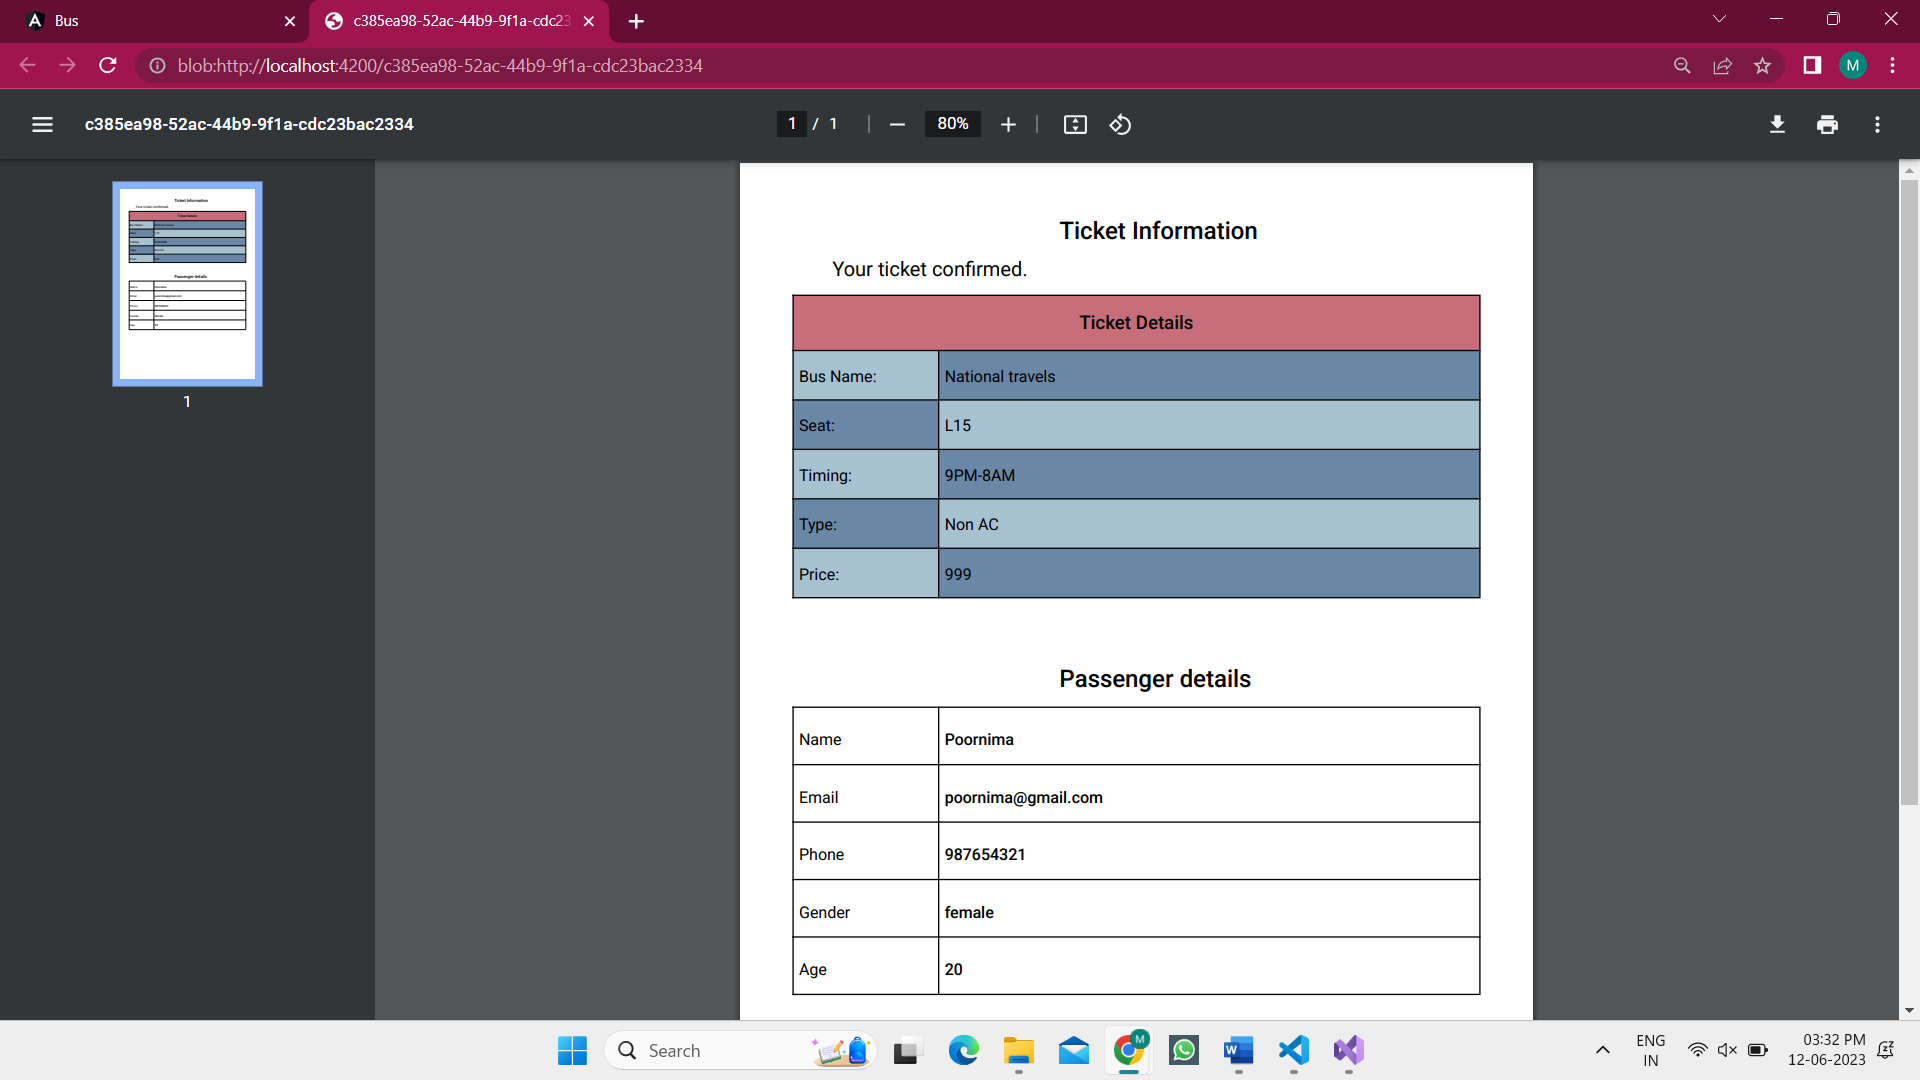 Bus
c385ea98-52ac-44b9-9f1a-cdc23
blob:http://localhost:4200/c385ea98-52ac-44b9-9f1a-cdc23bac2334
M
c385ea98-52ac-44b9-9f1a-cdc23bac2334
1 / 1
80%
Ticket Information
Your ticket confirmed.
Ticket Details
Bus Name: National travels
Seat: L15
Timing: 9PM-8AM
Type: Non AC
Price: 999
1
Passenger details
Name Poornima
Email poornima@gmail.com
Phone 987654321
Gender female
Age 20
Search
ENG
IN
03:32 PM
12-06-2023